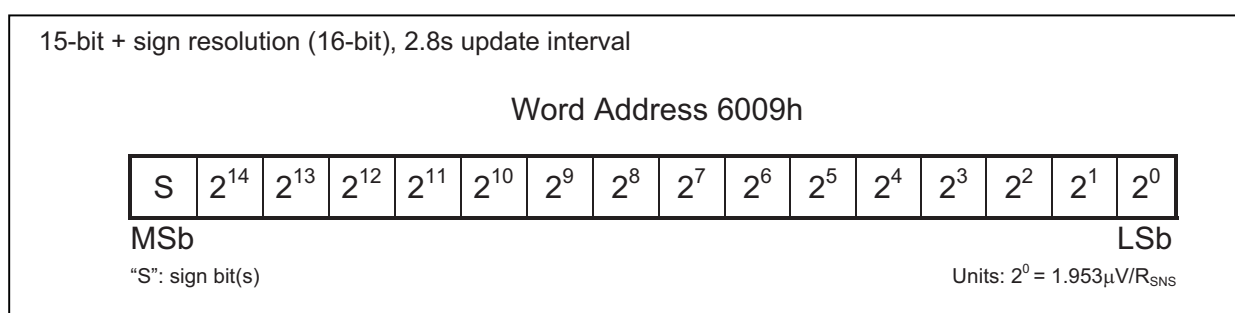 15-bit + sign resolution (16-bit), 2.8s update interval
Word Address 6009h
S 2^14 2^13 2^12 2^11 2^10 2^9 2^8 2^7 2^6 2^5 2^4 2^3 2^2 2^1 2^0
MSb LSb
“S”: sign bit(s) Units: 2^0 = 1.953μV/R_SNS